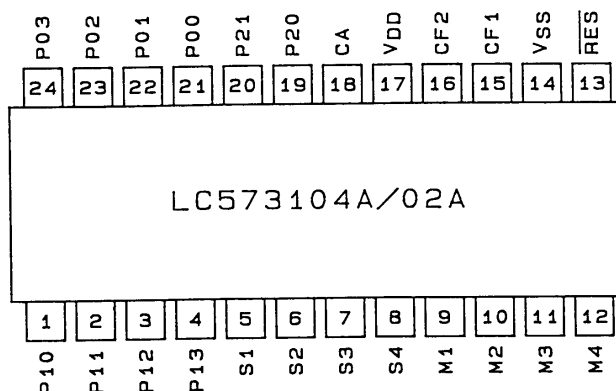 P03 P02 P01 P00 P21 P20 CA VDD CF2 CF1 VSS RES
24 23 22 21 20 19 18 17 16 15 14 13
LC573104A/02A
1 2 3 4 5 6 7 8 9 10 11 12
P10 P11 P12 P13 S1 S2 S3 S4 M1 M2 M3 M4